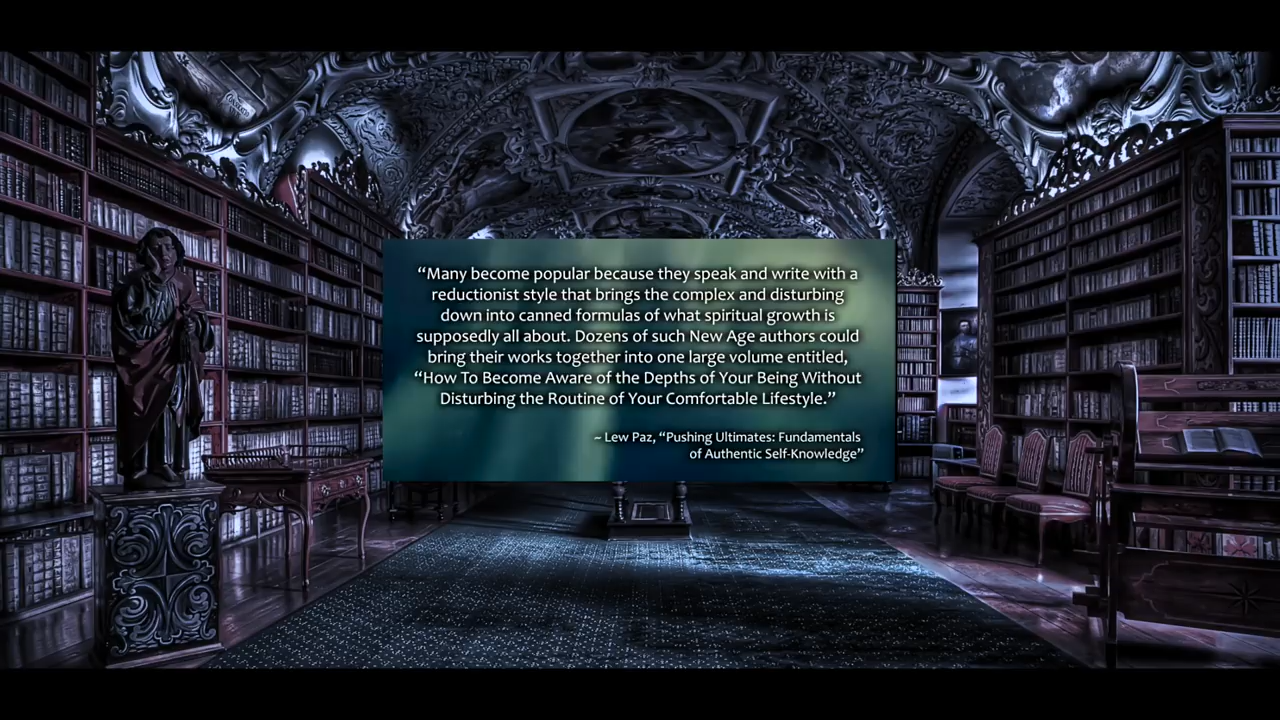 “Many become popular because they speak and write with a
reductionist style that brings the complex and disturbing
down into canned formulas of what spiritual growth is
supposedly all about. Dozens of such New Age authors could
bring their works together into one large volume entitled,
“How To Become Aware of the Depths of Your Being Without
Disturbing the Routine of Your Comfortable Lifestyle.”
~ Lew Paz, “Pushing Ultimates: Fundamentals
of Authentic Self-Knowledge”